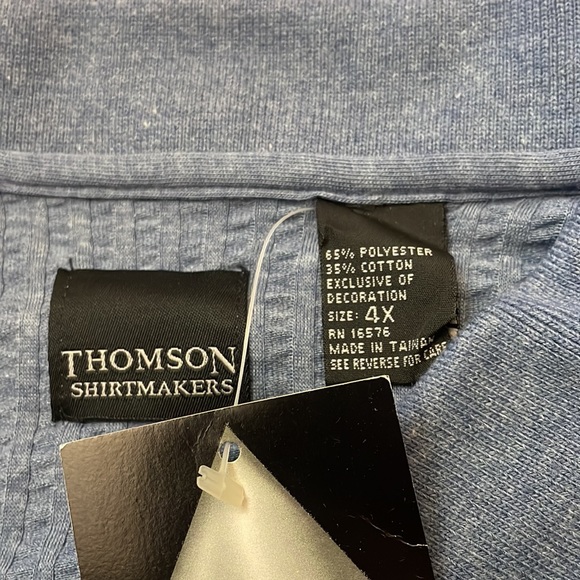 THOMSON
SHIRTMAKERS
65% POLYESTER
35% COTTON
EXCLUSIVE OF
DECORATION
SIZE: 4X
RN 16576
MADE IN TAIWAN
SEE REVERSE FOR CARE